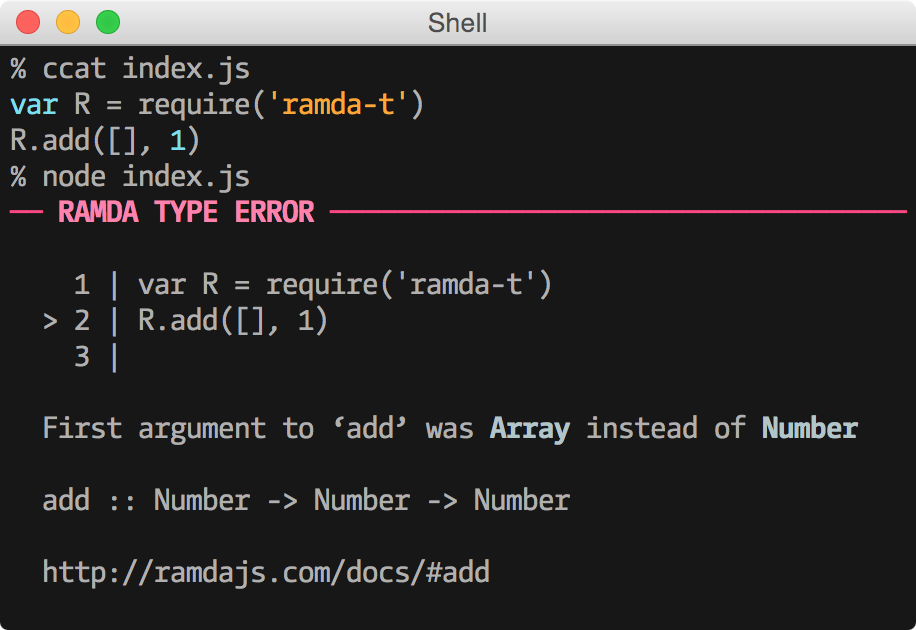 Shell
% ccat index.js
var R = require('ramda-t')
R.add([], 1)
% node index.js
RAMDA TYPE ERROR
1 | var R = require('ramda-t')
> 2 | R.add([], 1)
3 |
First argument to ‘add’ was Array instead of Number
add :: Number -> Number -> Number
http://ramdajs.com/docs/#add